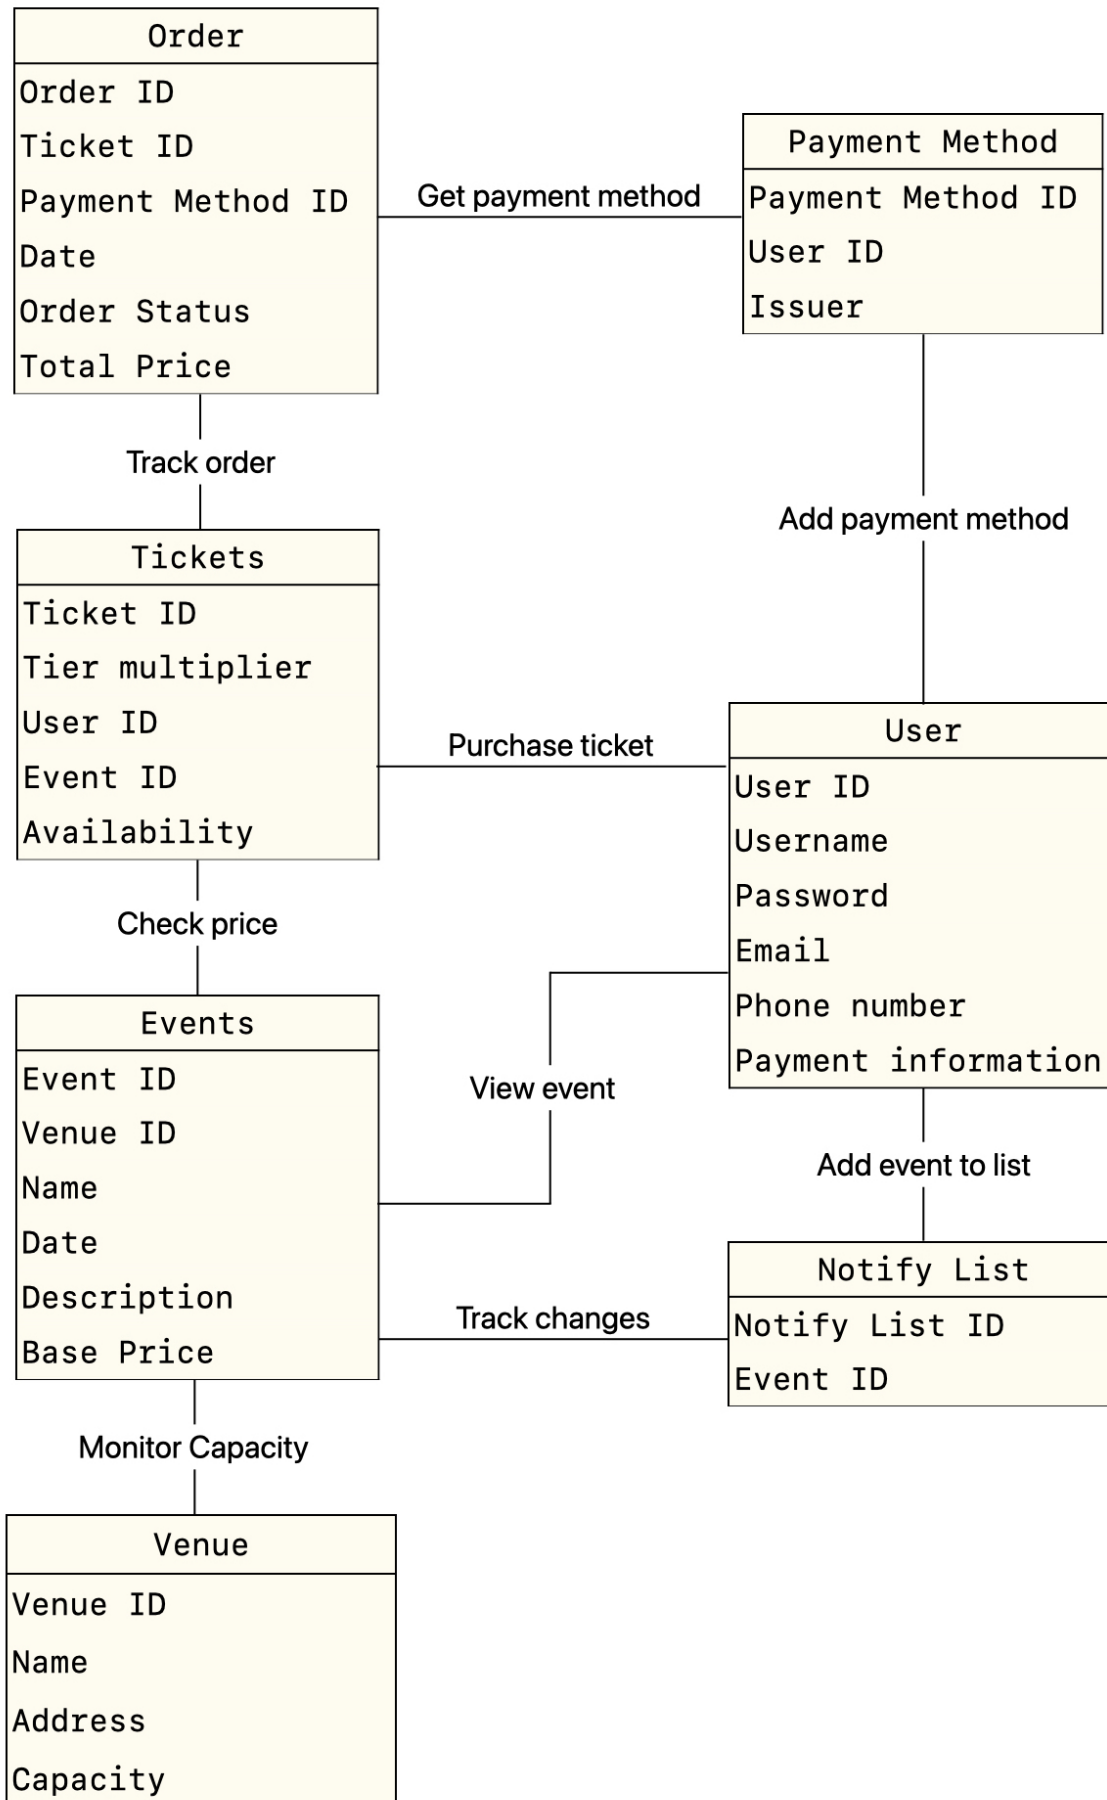 Order
Order ID
Ticket ID
Payment Method ID
Date
Order Status
Total Price
Get payment method
Payment Method
Payment Method ID
User ID
Issuer
Track order
Add payment method
Tickets
Ticket ID
Tier multiplier
User ID
Event ID
Availability
Purchase ticket
User
User ID
Username
Password
Email
Phone number
Payment information
Check price
Events
Event ID
Venue ID
Name
Date
Description
Base Price
View event
Add event to list
Track changes
Notify List
Notify List ID
Event ID
Monitor Capacity
Venue
Venue ID
Name
Address
Capacity